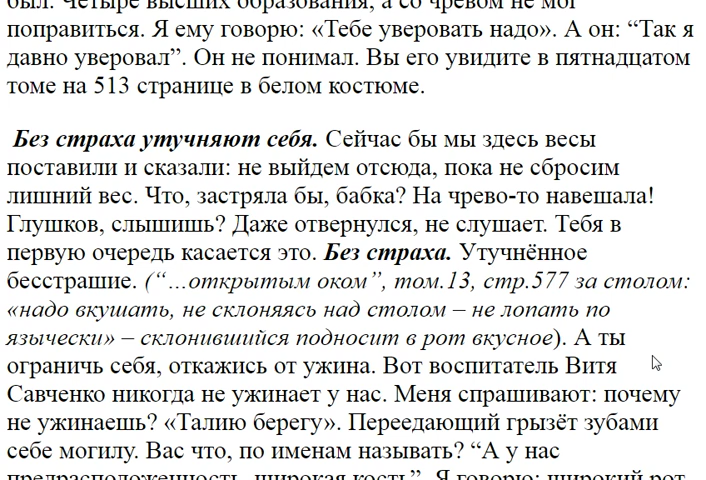 был. Четыре высших образования, а со чревом не мог
поправиться. Я ему говорю: «Тебе уверовать надо». А он: “Так я
давно уверовал”. Он не понимал. Вы его увидите в пятнадцатом
томе на 513 странице в белом костюме.
Без страха утучняют себя. Сейчас бы мы здесь весы
поставили и сказали: не выйдем отсюда, пока не сбросим
лишний вес. Что, застряла бы, бабка? На чрево-то навешала!
Глушков, слышишь? Даже отвернулся, не слушает. Тебя в
первую очередь касается это. Без страха. Утучнённое
бесстрашие. (“…открытым оком”, том.13, стр.577 за столом:
«надо вкушать, не склоняясь над столом – не лопать по
язычески» – склонившийся подносит в рот вкусное). А ты
ограничь себя, откажись от ужина. Вот воспитатель Витя
Савченко никогда не ужинает у нас. Меня спрашивают: почему
не ужинаешь? «Талию берегу». Переедающий грызёт зубами
себе могилу. Вас что, по именам называть? “А у нас
предрасположенность, широкая кость”. Я говорю: широкий рот